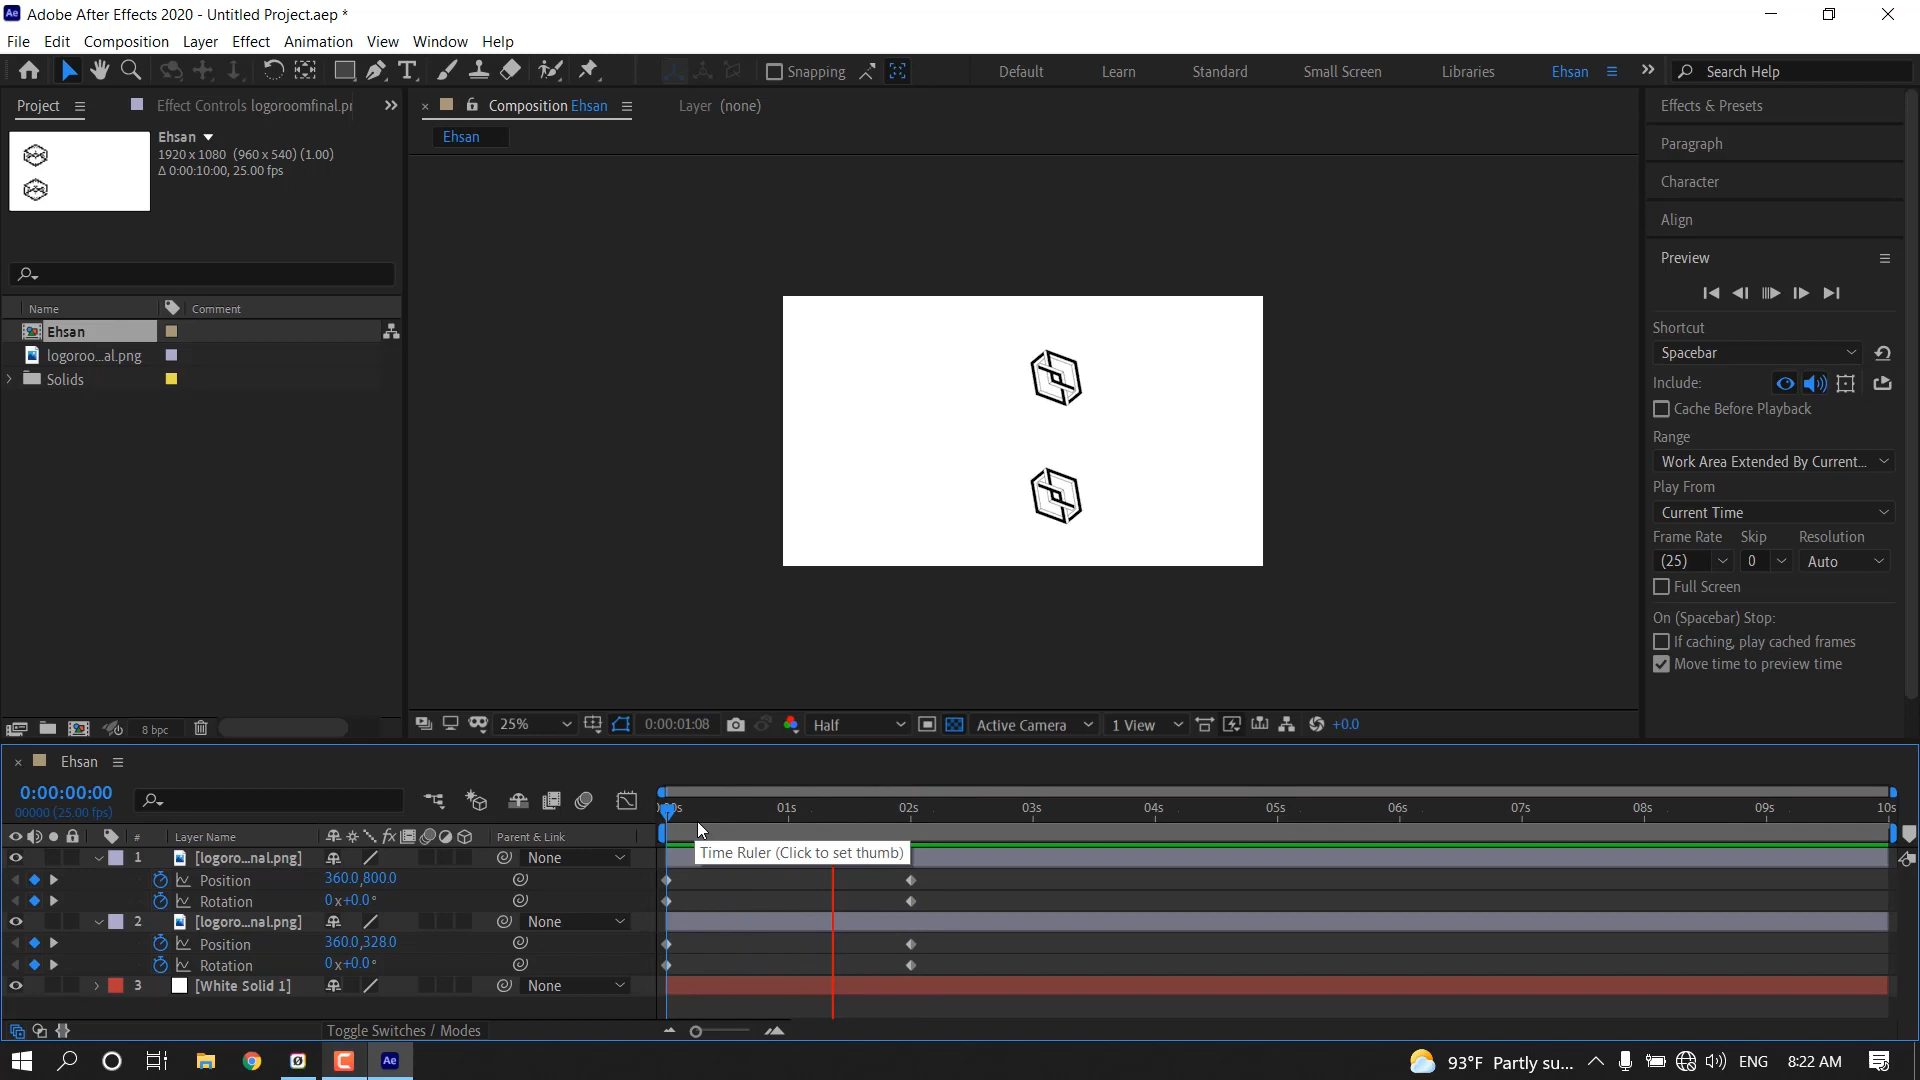 Adobe After Effects 2020 - Untitled Project.aep *
File Edit Composition Layer Effect Animation View Window Help
Snapping
Default Learn Standard Small Screen Libraries Ehsan
Search Help
Project
Effect Controls logoroomfinal.pr
Composition Ehsan
Layer (none)
Ehsan
Ehsan
1920 x 1080 (960 x 540) (1.00)
Δ 0:00:10:00, 25.00 fps
Name Comment
Ehsan
logoroo...al.png
Solids
8 bpc
25%
0:00:01:08
Half
Active Camera
1 View
+0.0
Effects & Presets
Paragraph
Character
Align
Preview
Shortcut
Spacebar
Include:
Cache Before Playback
Range
Work Area Extended By Current...
Play From
Current Time
Frame Rate Skip Resolution
(25) 0 Auto
Full Screen
On (Spacebar) Stop:
If caching, play cached frames
Move time to preview time
Ehsan
0:00:00:00
00000 (25.00 fps)
01s 02s 03s 04s 05s 06s 07s 08s 09s 10s
# Layer Name Parent & Link
1 [logoro...nal.png] None
Time Ruler (Click to set thumb)
Position 360.0,800.0
Rotation 0x+0.0°
2 [logoro...nal.png] None
Position 360.0,328.0
Rotation 0x+0.0°
3 [White Solid 1] None
Toggle Switches / Modes
Ae
93°F Partly su...
ENG
8:22 AM